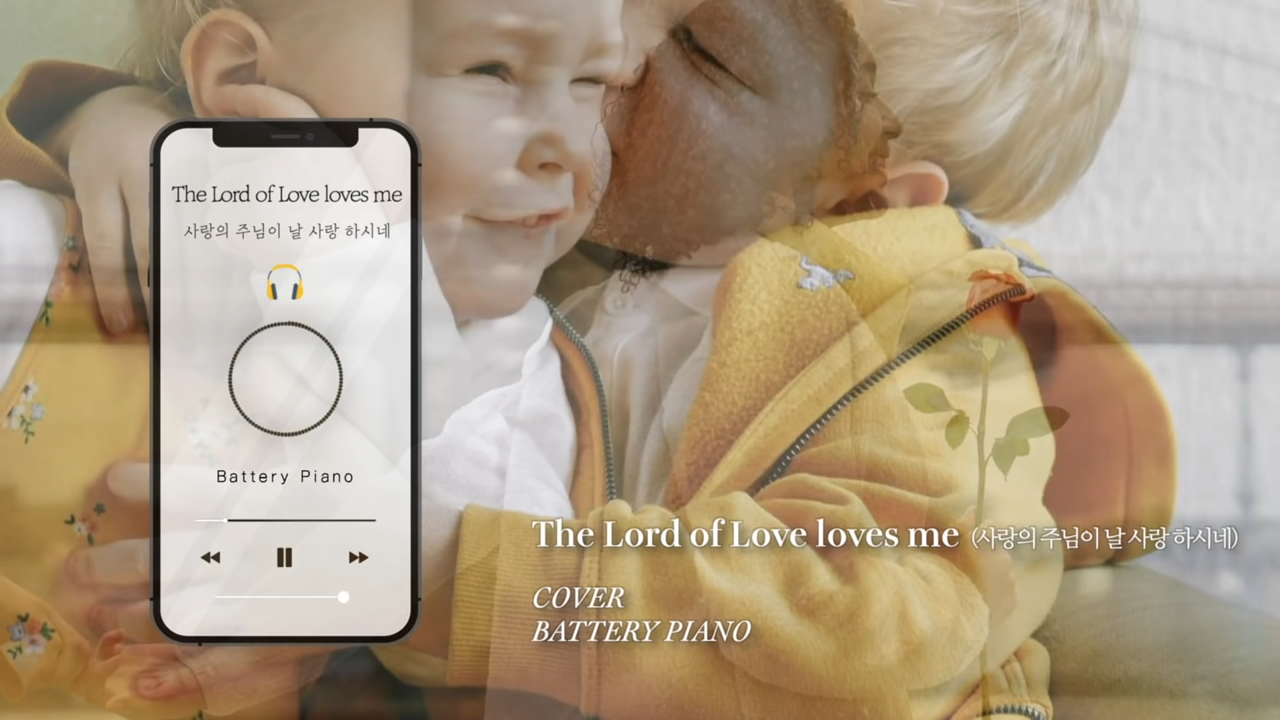 The Lord of Love loves me
사랑의 주님이 날 사랑 하시네
Battery Piano
The Lord of Love loves me (사랑의 주님이 날 사랑 하시네)
COVER
BATTERY PIANO